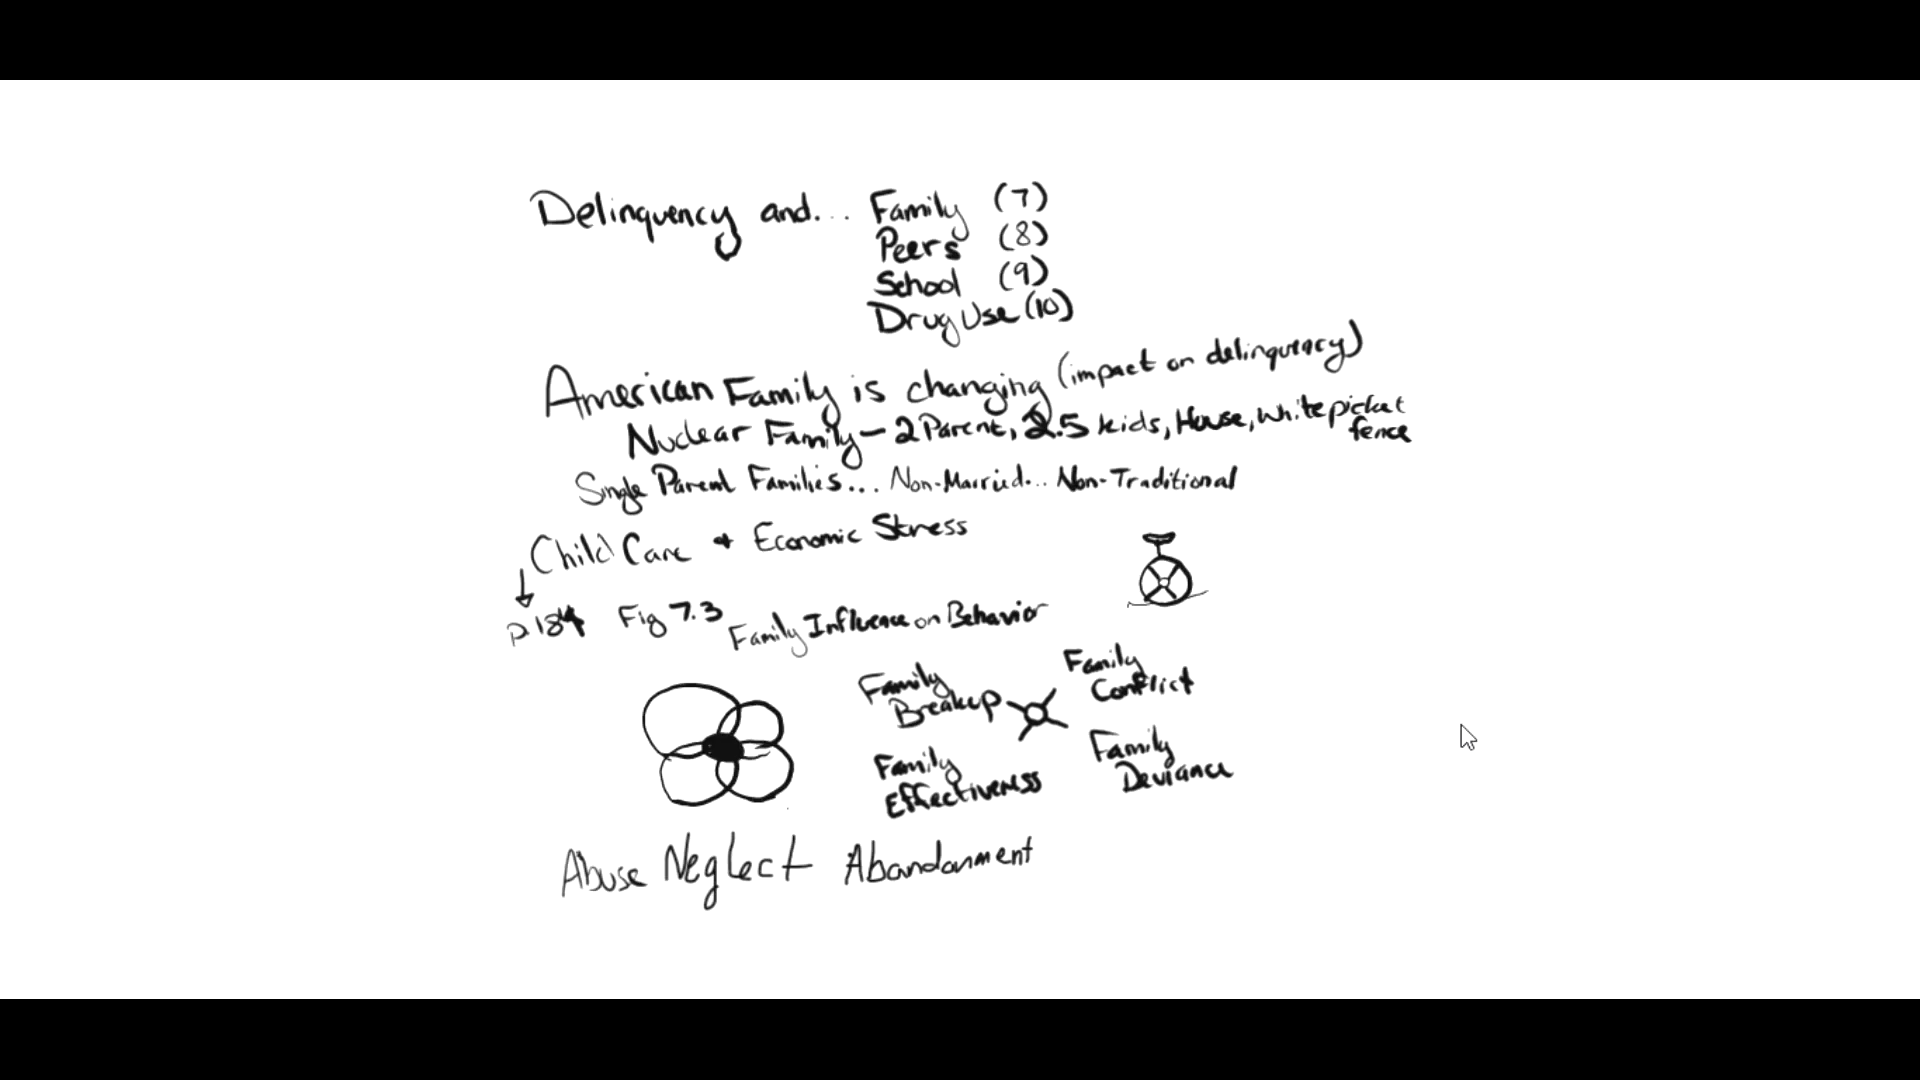 Delinquency and... Family (7)
Peers (8)
School (9)
Drug Use (10)
American Family is changing (impact on delinquency)
Nuclear Family - 2 Parent, 2.5 kids, House, white picket
fence
Single Parent Families... Non-Married... Non-Traditional
Child Care + Economic Stress
p.184 Fig 7.3 Family Influence on Behavior
Family
Breakup
Family
Conflict
Family
Effectiveness
Family
Deviance
Abuse Neglect Abandonment